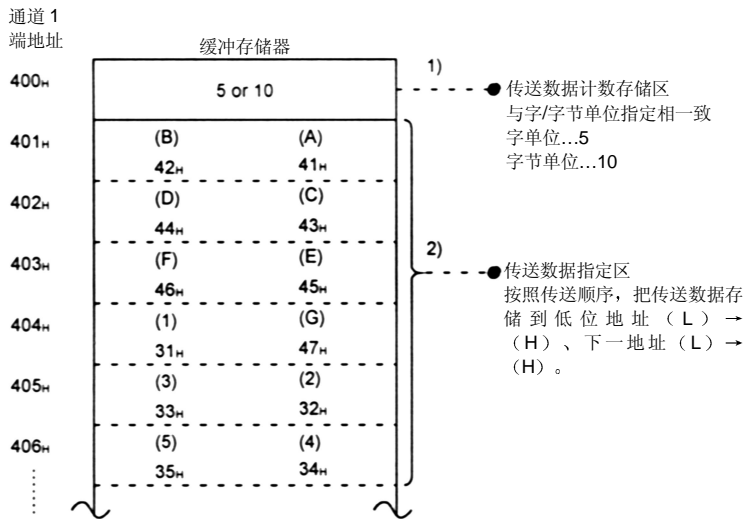 通道 1
端地址
缓冲存储器
400H
5 or 10
1)
传送数据计数存储区
与字/字节单位指定相一致
字单位…5
字节单位…10
401H
(B) (A)
42H 41H
402H
(D) (C)
44H 43H
403H
(F) (E)
46H 45H
2)
传送数据指定区
按照传送顺序，把传送数据存
储到低位地址（L）→
（H）、下一地址（L）→
（H）。
404H
(1) (G)
31H 47H
405H
(3) (2)
33H 32H
406H
(5) (4)
35H 34H